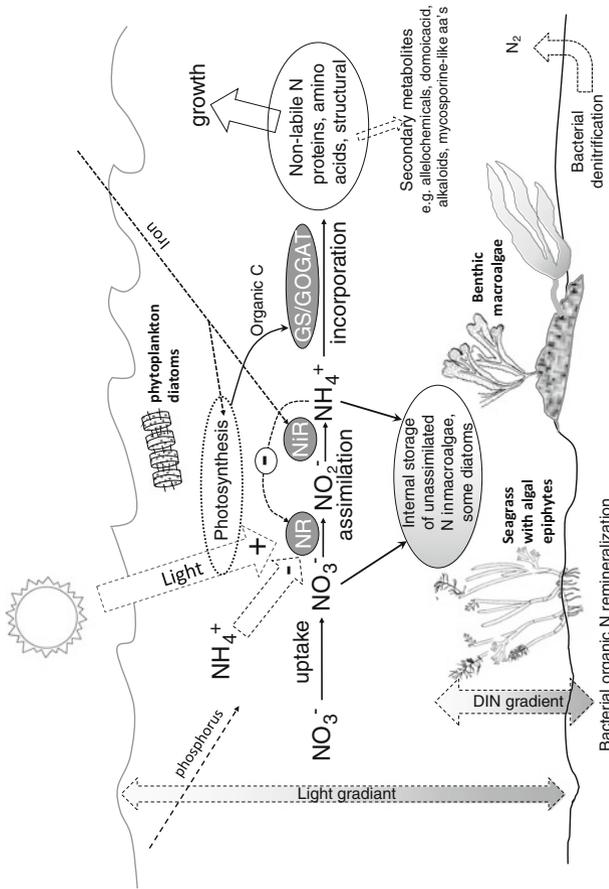 Iron
phytoplankton
diatoms
growth
Photosynthesis
Organic C
Light
+
-
NH4+
phosphorus
uptake
NO3-
NO3-
NR
NO2-
NiR
NH4+
-
assimilation
GS/GOGAT
incorporation
Non-labile N
proteins, amino
acids, structural
Secondary metabolites
e.g. allelochemicals, domoicacid,
alkaloids, mycosporine-like aa's
Internal storage
of unassimilated
N inmacroalgae,
some diatoms
Light gradiant
DIN gradient
Seagrass
with algal
epiphytes
Benthic
macroalgae
N2
Bacterial
denitrification
Bacterial organic N remineralization